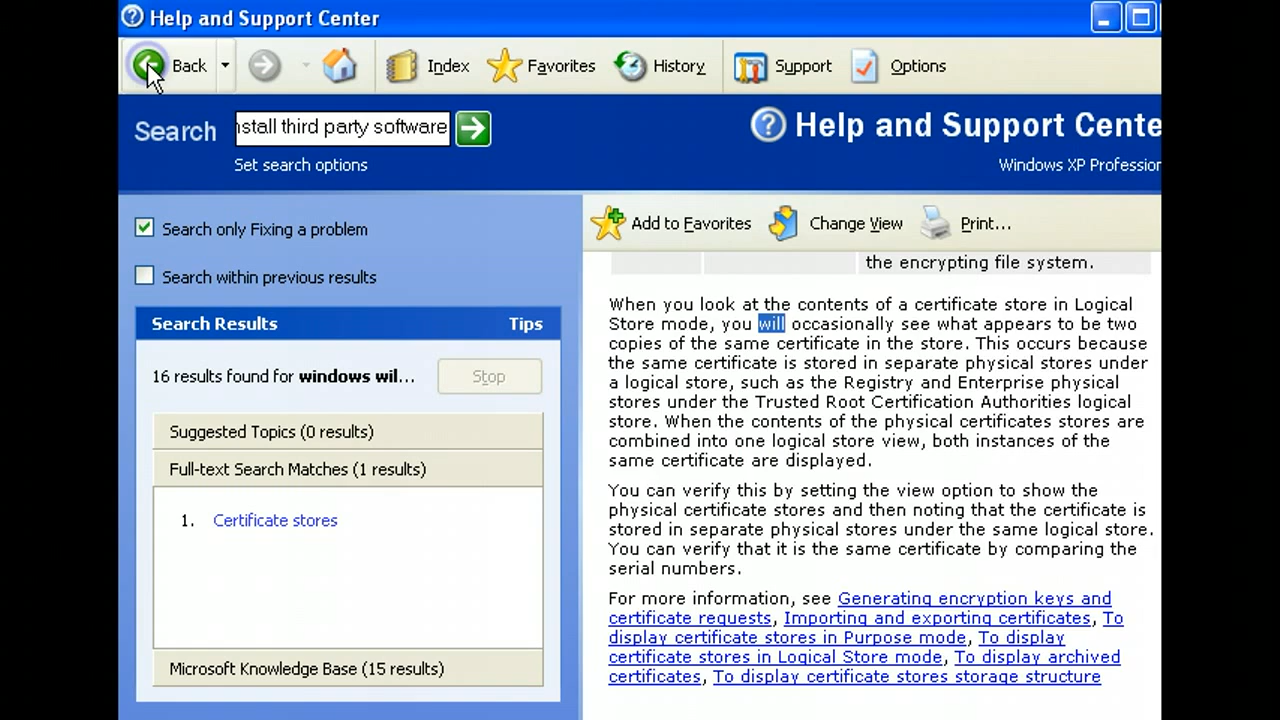 Help and Support Center
Back
Index
Favorites
History
Support
Options
Search
nstall third party software
Set search options
Help and Support Cente
Windows XP Profession
Search only Fixing a problem
Search within previous results
Search Results
Tips
16 results found for windows wil...
Stop
Suggested Topics (0 results)
Full-text Search Matches (1 results)
1. Certificate stores
Microsoft Knowledge Base (15 results)
Add to Favorites
Change View
Print...
the encrypting file system.
When you look at the contents of a certificate store in Logical
Store mode, you will occasionally see what appears to be two
copies of the same certificate in the store. This occurs because
the same certificate is stored in separate physical stores under
a logical store, such as the Registry and Enterprise physical
stores under the Trusted Root Certification Authorities logical
store. When the contents of the physical certificates stores are
combined into one logical store view, both instances of the
same certificate are displayed.
You can verify this by setting the view option to show the
physical certificate stores and then noting that the certificate is
stored in separate physical stores under the same logical store.
You can verify that it is the same certificate by comparing the
serial numbers.
For more information, see Generating encryption keys and
certificate requests, Importing and exporting certificates, To
display certificate stores in Purpose mode, To display
certificate stores in Logical Store mode, To display archived
certificates, To display certificate stores storage structure